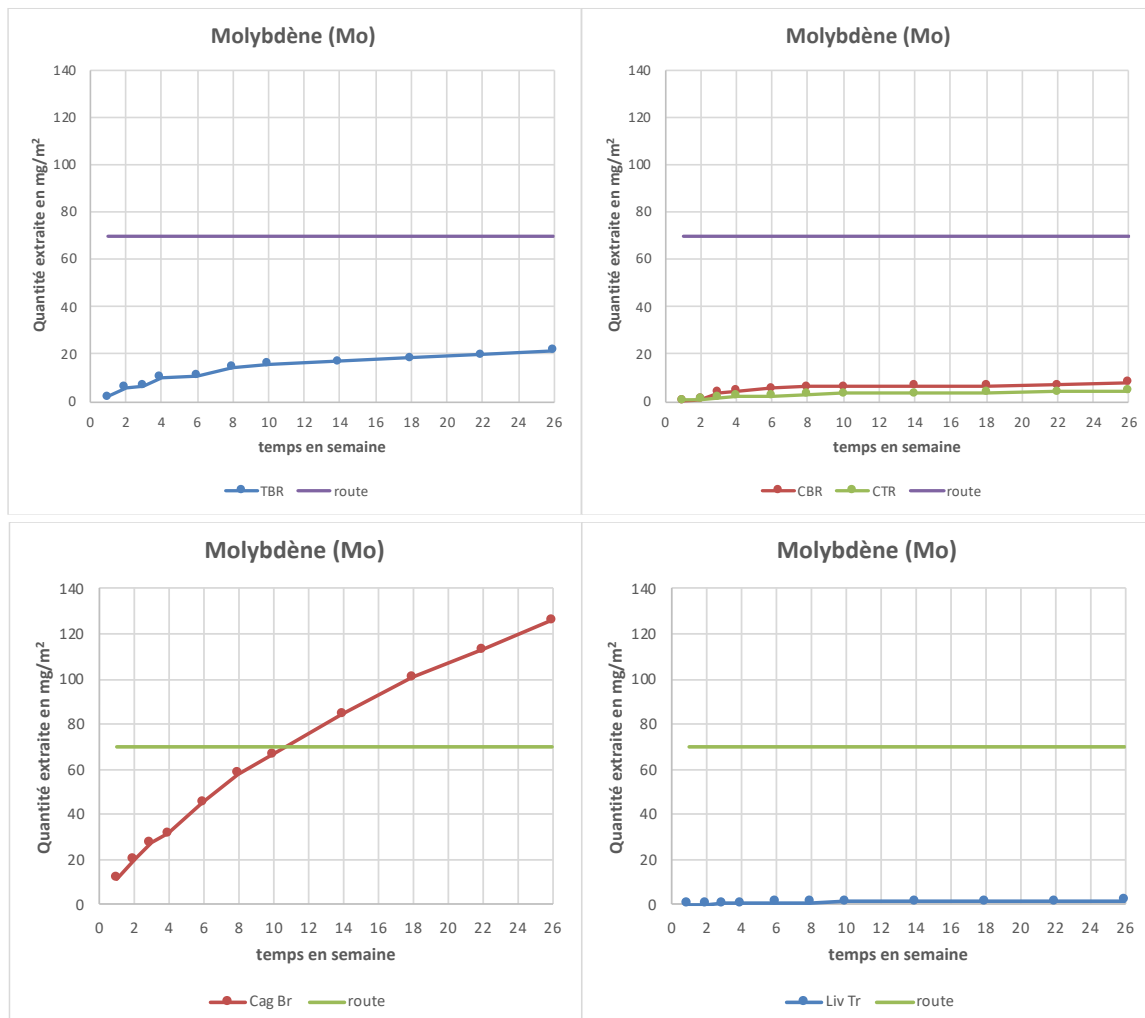 Molybdène (Mo)
Quantité extraite en mg/m²
140
120
100
80
60
40
20
0
0 2 4 6 8 10 12 14 16 18 20 22 24 26
temps en semaine
TBR route
Molybdène (Mo)
Quantité extraite en mg/m²
140
120
100
80
60
40
20
0
0 2 4 6 8 10 12 14 16 18 20 22 24 26
temps en semaine
CBR CTR route
Molybdène (Mo)
Quantité extraite en mg/m²
140
120
100
80
60
40
20
0
0 2 4 6 8 10 12 14 16 18 20 22 24 26
temps en semaine
Cag Br route
Molybdène (Mo)
Quantité extraite en mg/m²
140
120
100
80
60
40
20
0
0 2 4 6 8 10 12 14 16 18 20 22 24 26
temps en semaine
Liv Tr route